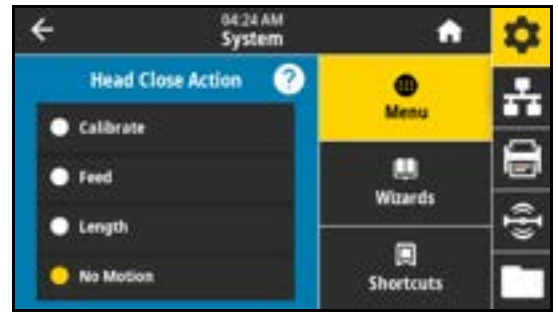 04:24 AM
System
Head Close Action ?
Calibrate
Feed
Length
No Motion
Menu
Wizards
Shortcuts